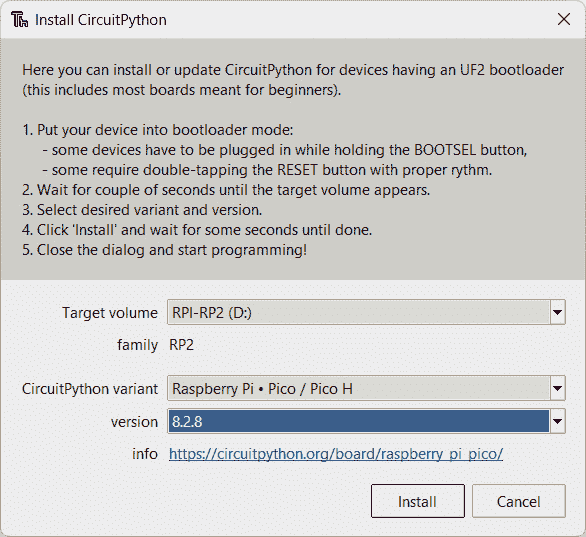 Install CircuitPython
Here you can install or update CircuitPython for devices having an UF2 bootloader
(this includes most boards meant for beginners).
1. Put your device into bootloader mode:
- some devices have to be plugged in while holding the BOOTSEL button,
- some require double-tapping the RESET button with proper rythm.
2. Wait for couple of seconds until the target volume appears.
3. Select desired variant and version.
4. Click 'Install' and wait for some seconds until done.
5. Close the dialog and start programming!
Target volume RPI-RP2 (D:)
family RP2
CircuitPython variant Raspberry Pi • Pico / Pico H
version 8.2.8
info https://circuitpython.org/board/raspberry_pi_pico/
Install Cancel